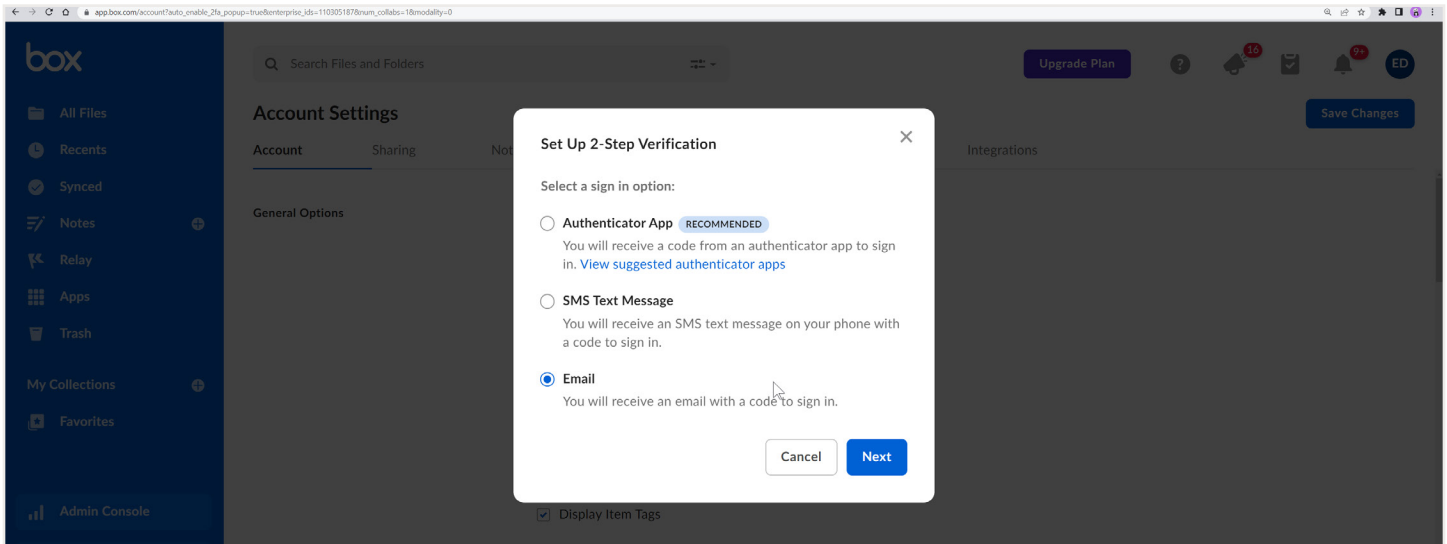 app.box.com/account?auto_enable_2fa_popup=true&enterprise_ids=1103051878&num_collabs=1&modality=0
box
Search Files and Folders
Upgrade Plan
?
16
9+
ED
All Files
Account Settings
Save Changes
Recents
Account
Sharing
Not
Integrations
Synced
Notes
General Options
Relay
Apps
Trash
My Collections
Favorites
Admin Console
Set Up 2-Step Verification
Select a sign in option:
Authenticator App RECOMMENDED
You will receive a code from an authenticator app to sign
in. View suggested authenticator apps
SMS Text Message
You will receive an SMS text message on your phone with
a code to sign in.
Email
You will receive an email with a code to sign in.
Cancel
Next
Display Item Tags